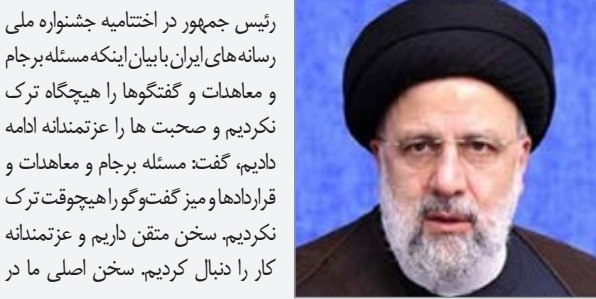 رئیس جمهور در اختتامیه جشنواره ملی
رسانه‌های ایران با بیان اینکه مسئله برجام
و معاهدات و گفتگوها را هیچگاه ترک
نکردیم و صحبت ها را عزتمندانه ادامه
دادیم، گفت: مسئله برجام و معاهدات و
قراردادها و میز گفت‌وگو را هیچوقت ترک
نکردیم. سخن متقن داریم و عزتمندانه
کار را دنبال کردیم. سخن اصلی ما در